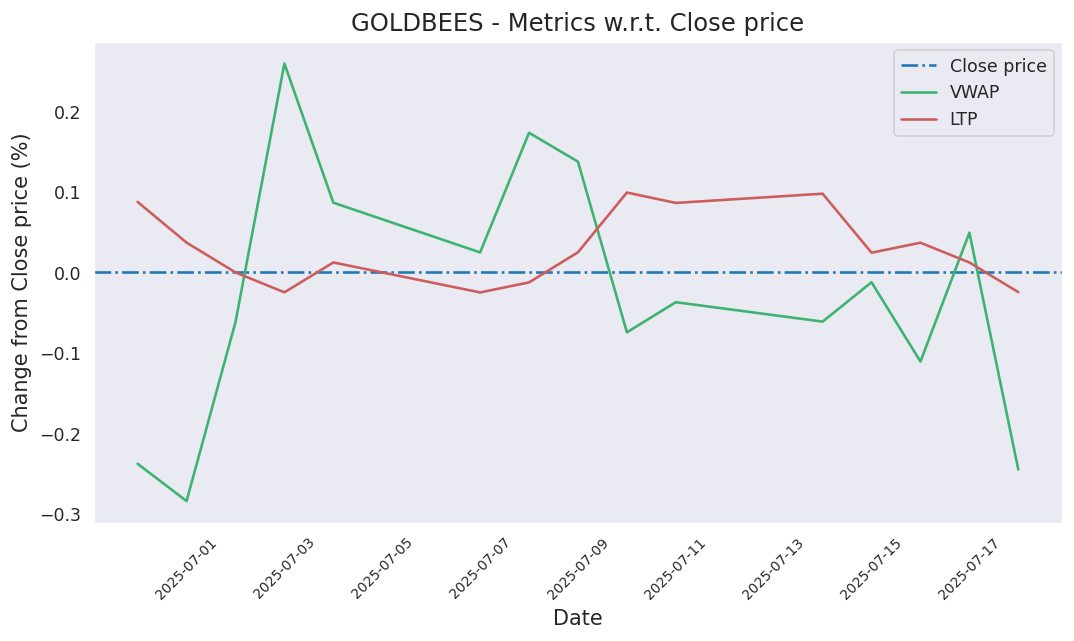 GOLDBEES - Metrics w.r.t. Close price
Close price
VWAP
LTP
Change from Close price (%)
0.2
0.1
0.0
−0.1
−0.2
−0.3
2025-07-01
2025-07-03
2025-07-05
2025-07-07
2025-07-09
2025-07-11
2025-07-13
2025-07-15
2025-07-17
Date